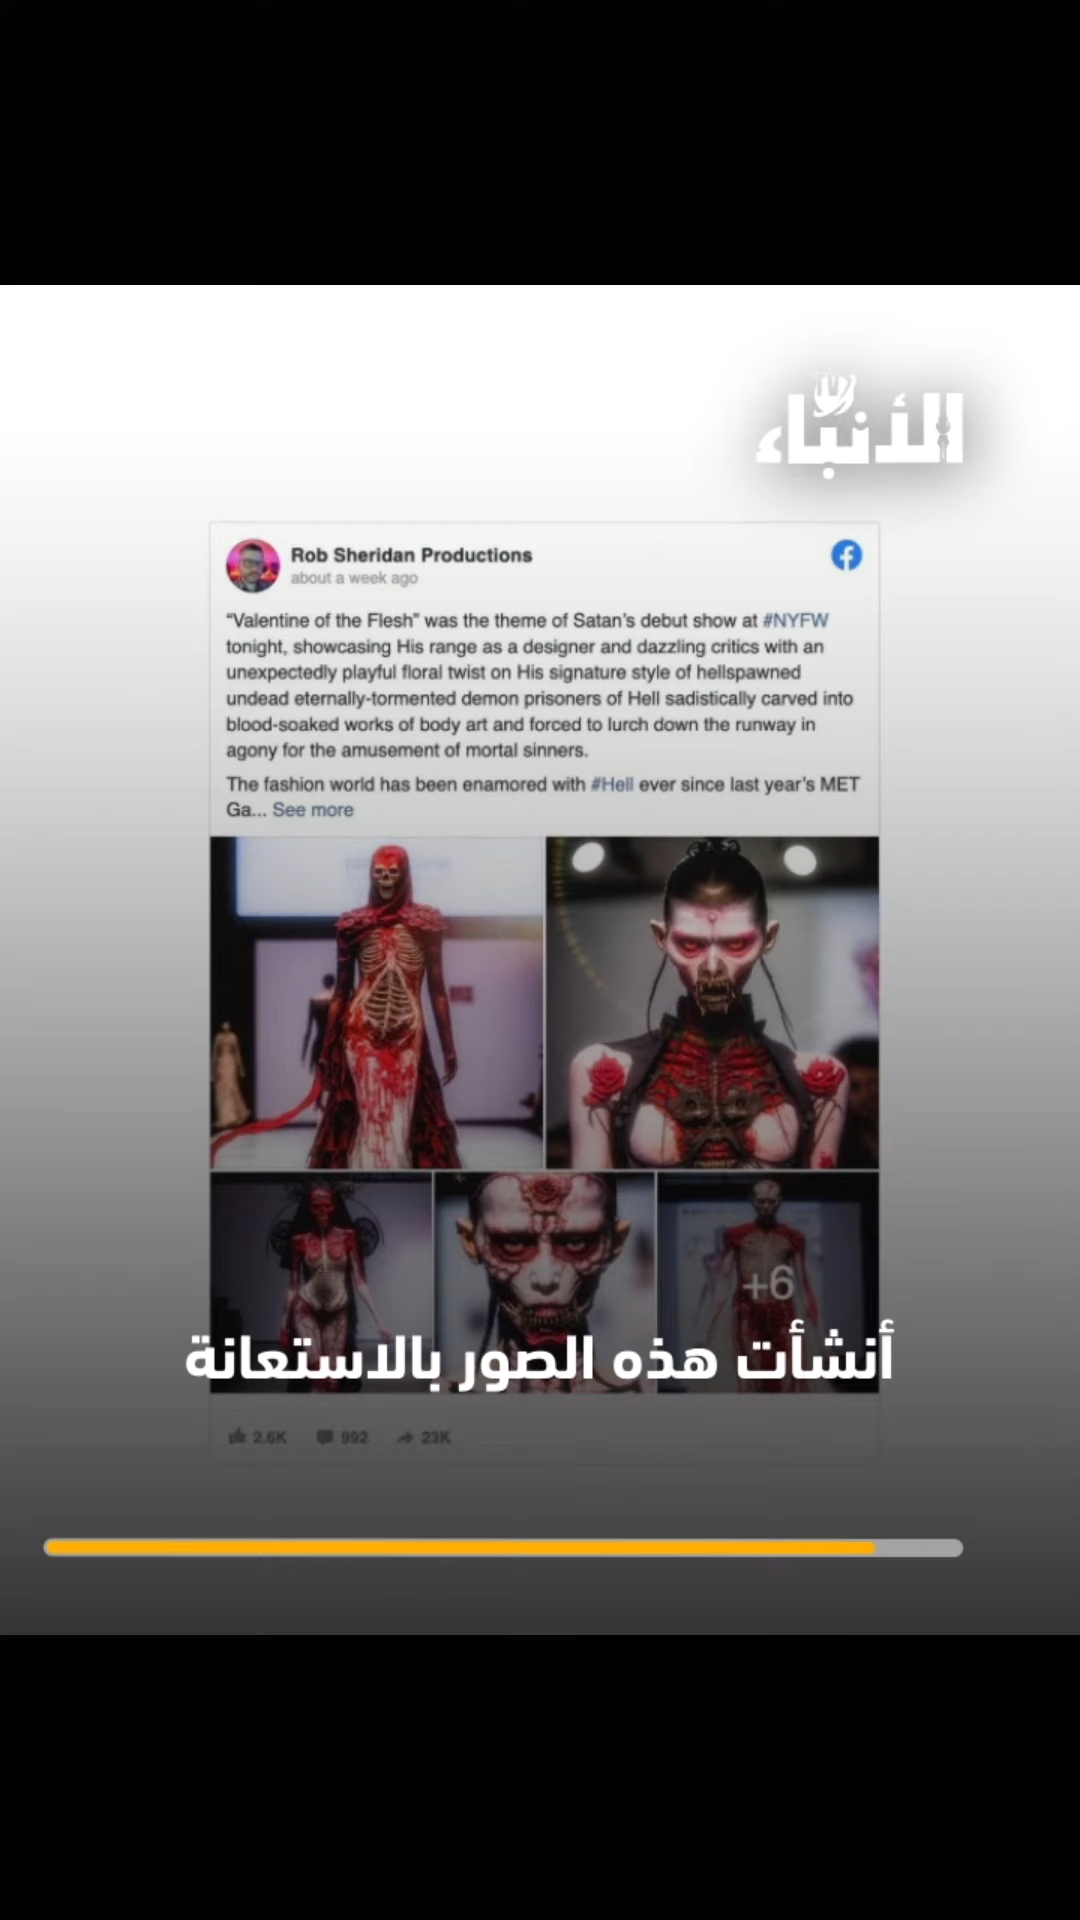 الأنباء
Rob Sheridan Productions
about a week ago
“Valentine of the Flesh” was the theme of Satan’s debut show at #NYFW
tonight, showcasing His range as a designer and dazzling critics with an
unexpectedly playful floral twist on His signature style of hellspawned
undead eternally-tormented demon prisoners of Hell sadistically carved into
blood-soaked works of body art and forced to lurch down the runway in
agony for the amusement of mortal sinners.
The fashion world has been enamored with #Hell ever since last year’s MET
Ga... See more
+6
أنشأت هذه الصور بالاستعانة
2.6K 992 23K